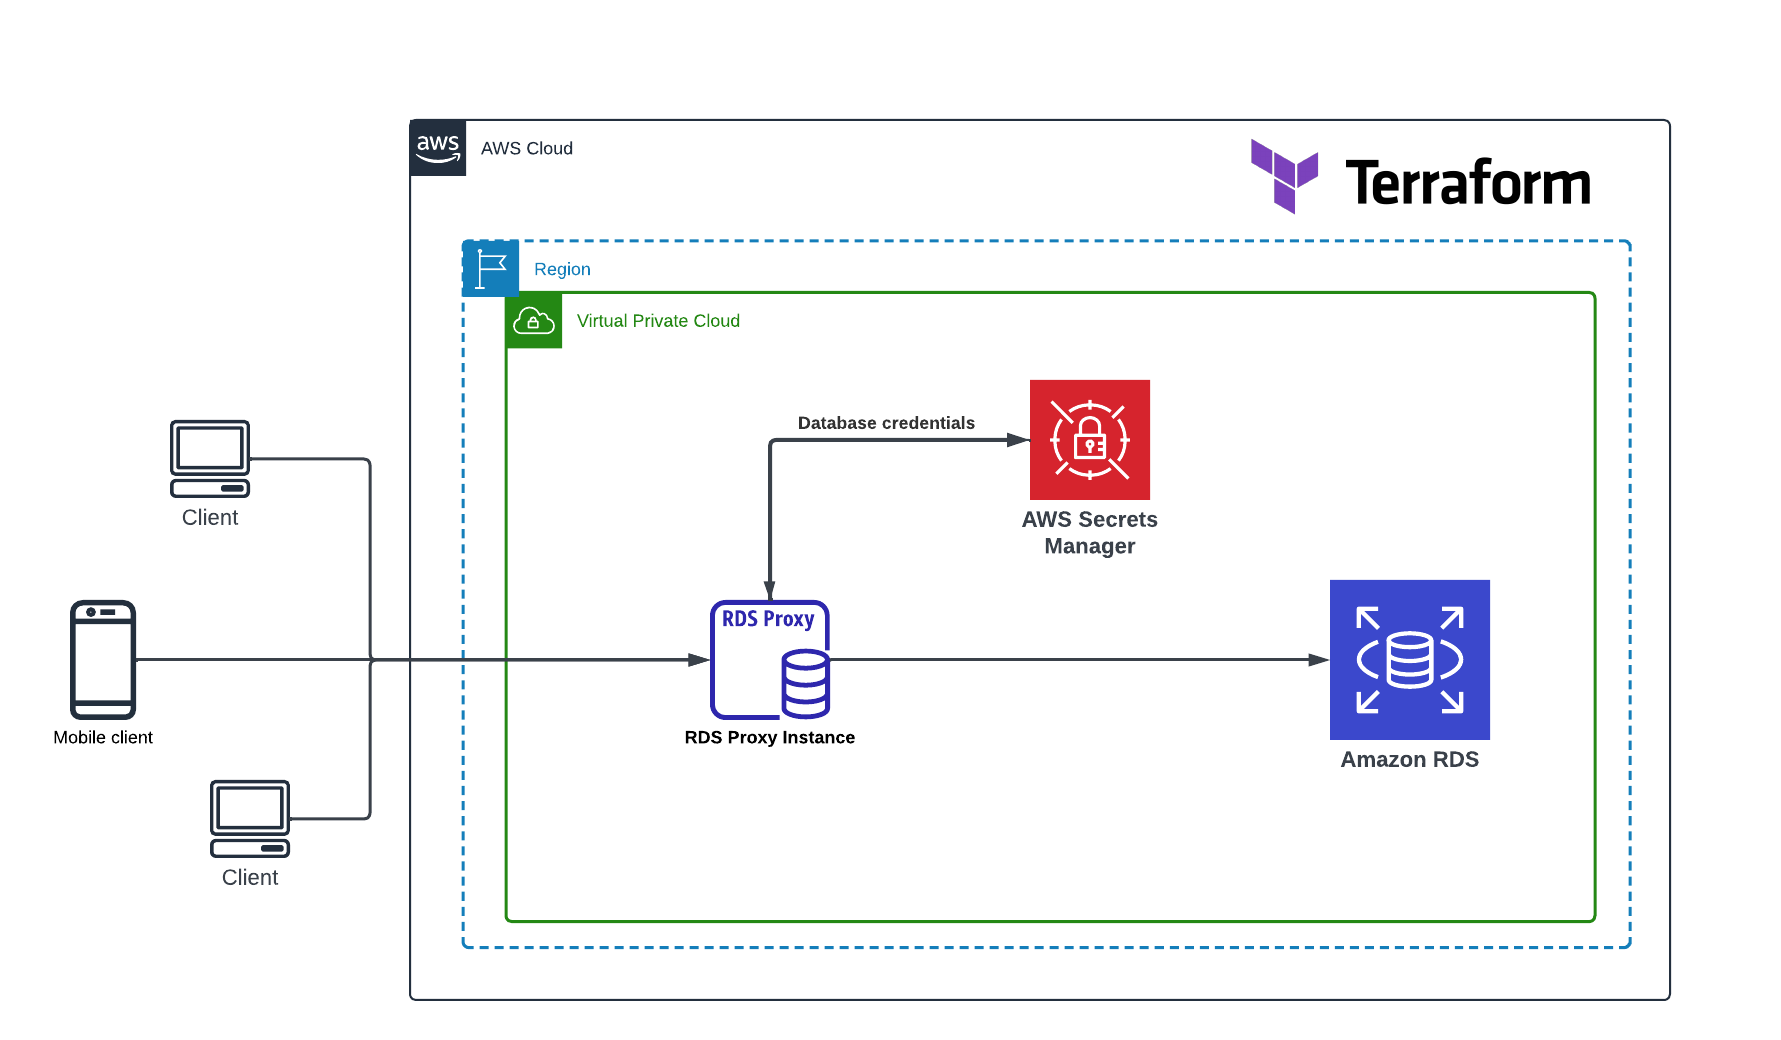 aws
AWS Cloud
Terraform
Region
Virtual Private Cloud
Database credentials
AWS Secrets
Manager
Client
RDS Proxy
Mobile client
RDS Proxy Instance
Amazon RDS
Client